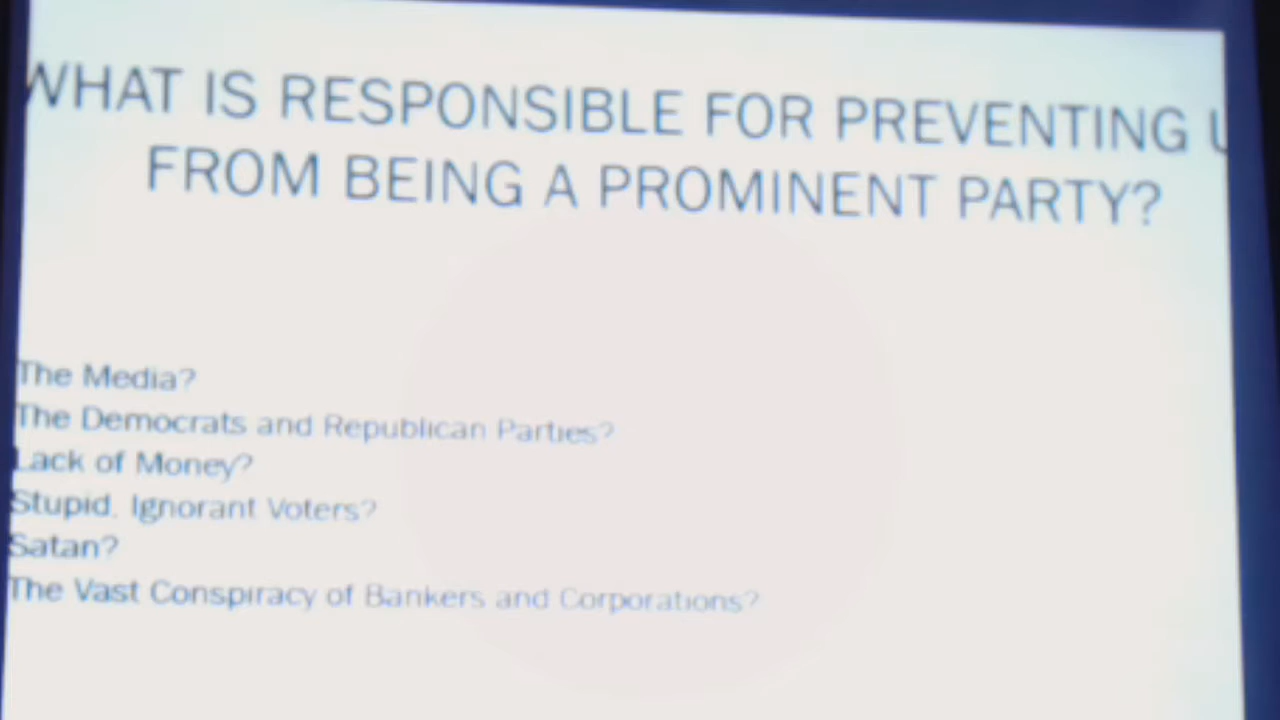 WHAT IS RESPONSIBLE FOR PREVENTING
FROM BEING A PROMINENT PARTY?
The Media?
The Democrats and Republican Parties?
Lack of Money?
Stupid, Ignorant Voters?
Satan?
The Vast Conspiracy of Bankers and Corporations?